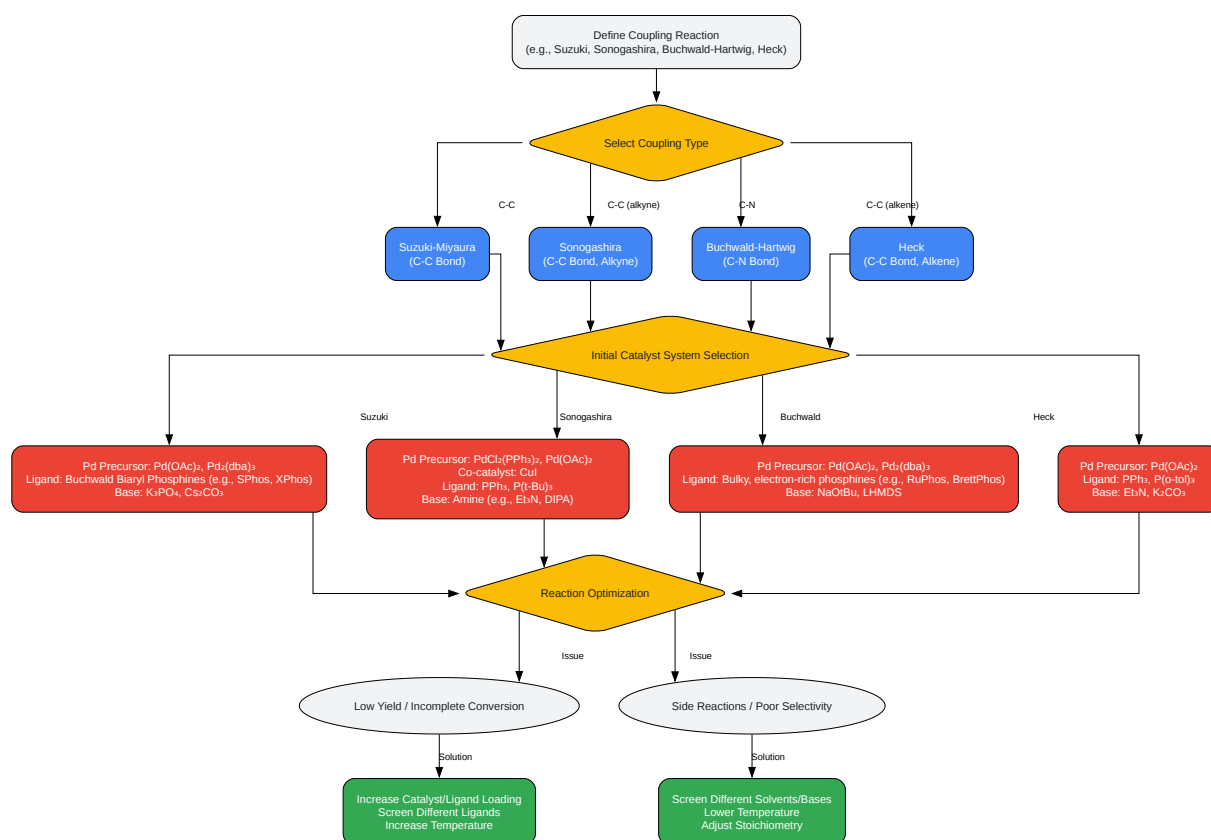 Define Coupling Reaction
(e.g., Suzuki, Sonogashira, Buchwald-Hartwig, Heck)
Select Coupling Type
C-C
C-C (alkyne)
C-N
C-C (alkene)
Suzuki-Miyaura
(C-C Bond)
Sonogashira
(C-C Bond, Alkyne)
Buchwald-Hartwig
(C-N Bond)
Heck
(C-C Bond, Alkene)
Initial Catalyst System Selection
Suzuki
Sonogashira
Buchwald
Heck
Pd Precursor: Pd(OAc)₂, Pd₂(dba)₃
Ligand: Buchwald Biaryl Phosphines (e.g., SPhos, XPhos)
Base: K₃PO₄, Cs₂CO₃
Pd Precursor: PdCl₂(PPh₃)₂, Pd(OAc)₂
Co-catalyst: CuI
Ligand: PPh₃, P(t-Bu)₃
Base: Amine (e.g., Et₃N, DIPA)
Pd Precursor: Pd(OAc)₂, Pd₂(dba)₃
Ligand: Bulky, electron-rich phosphines (e.g., RuPhos, BrettPhos)
Base: NaOtBu, LHMDS
Pd Precursor: Pd(OAc)₂
Ligand: PPh₃, P(o-tol)₃
Base: Et₃N, K₂CO₃
Reaction Optimization
Issue
Issue
Low Yield / Incomplete Conversion
Side Reactions / Poor Selectivity
Solution
Solution
Increase Catalyst/Ligand Loading
Screen Different Ligands
Increase Temperature
Screen Different Solvents/Bases
Lower Temperature
Adjust Stoichiometry